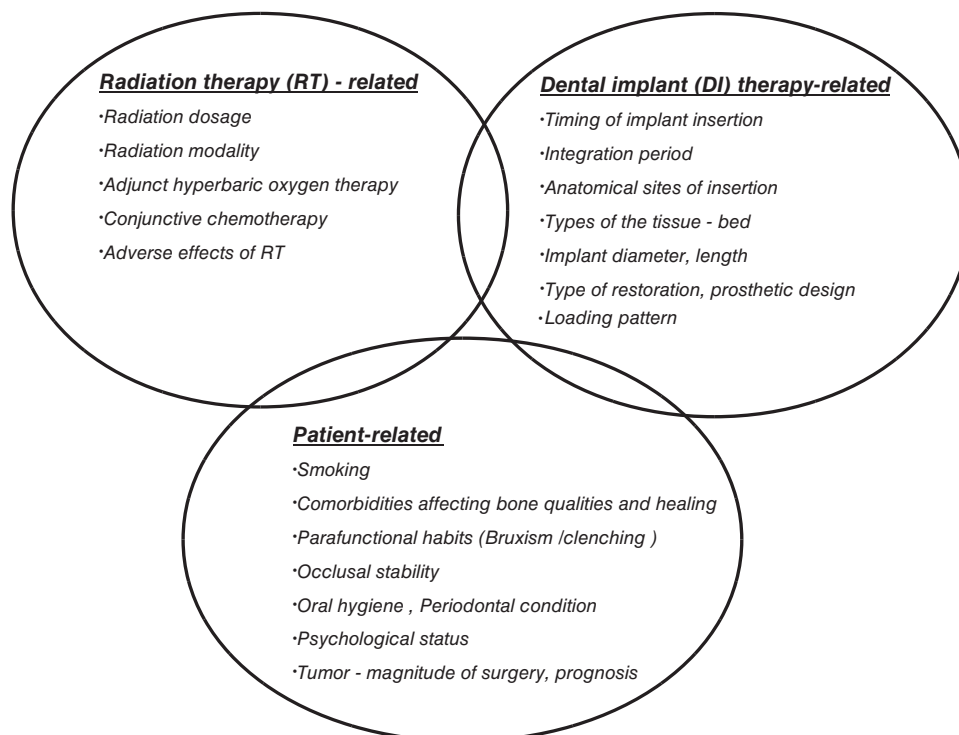 Radiation therapy (RT) - related
•Radiation dosage
•Radiation modality
•Adjunct hyperbaric oxygen therapy
•Conjunctive chemotherapy
•Adverse effects of RT
Dental implant (DI) therapy-related
•Timing of implant insertion
•Integration period
•Anatomical sites of insertion
•Types of the tissue - bed
•Implant diameter, length
•Type of restoration, prosthetic design
•Loading pattern
Patient-related
•Smoking
•Comorbidities affecting bone qualities and healing
•Parafunctional habits (Bruxism /clenching )
•Occlusal stability
•Oral hygiene , Periodontal condition
•Psychological status
•Tumor - magnitude of surgery, prognosis